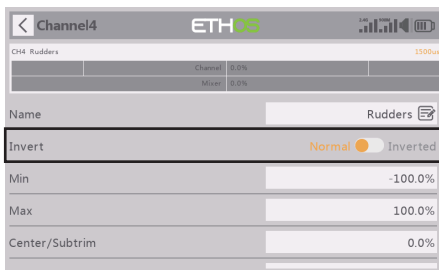 Channel4 ETHOS
CH4 Rudders 1500us
Channel 0.0%
Mixer 0.0%
Name Rudders
Invert Normal Inverted
Min -100.0%
Max 100.0%
Center/Subtrim 0.0%